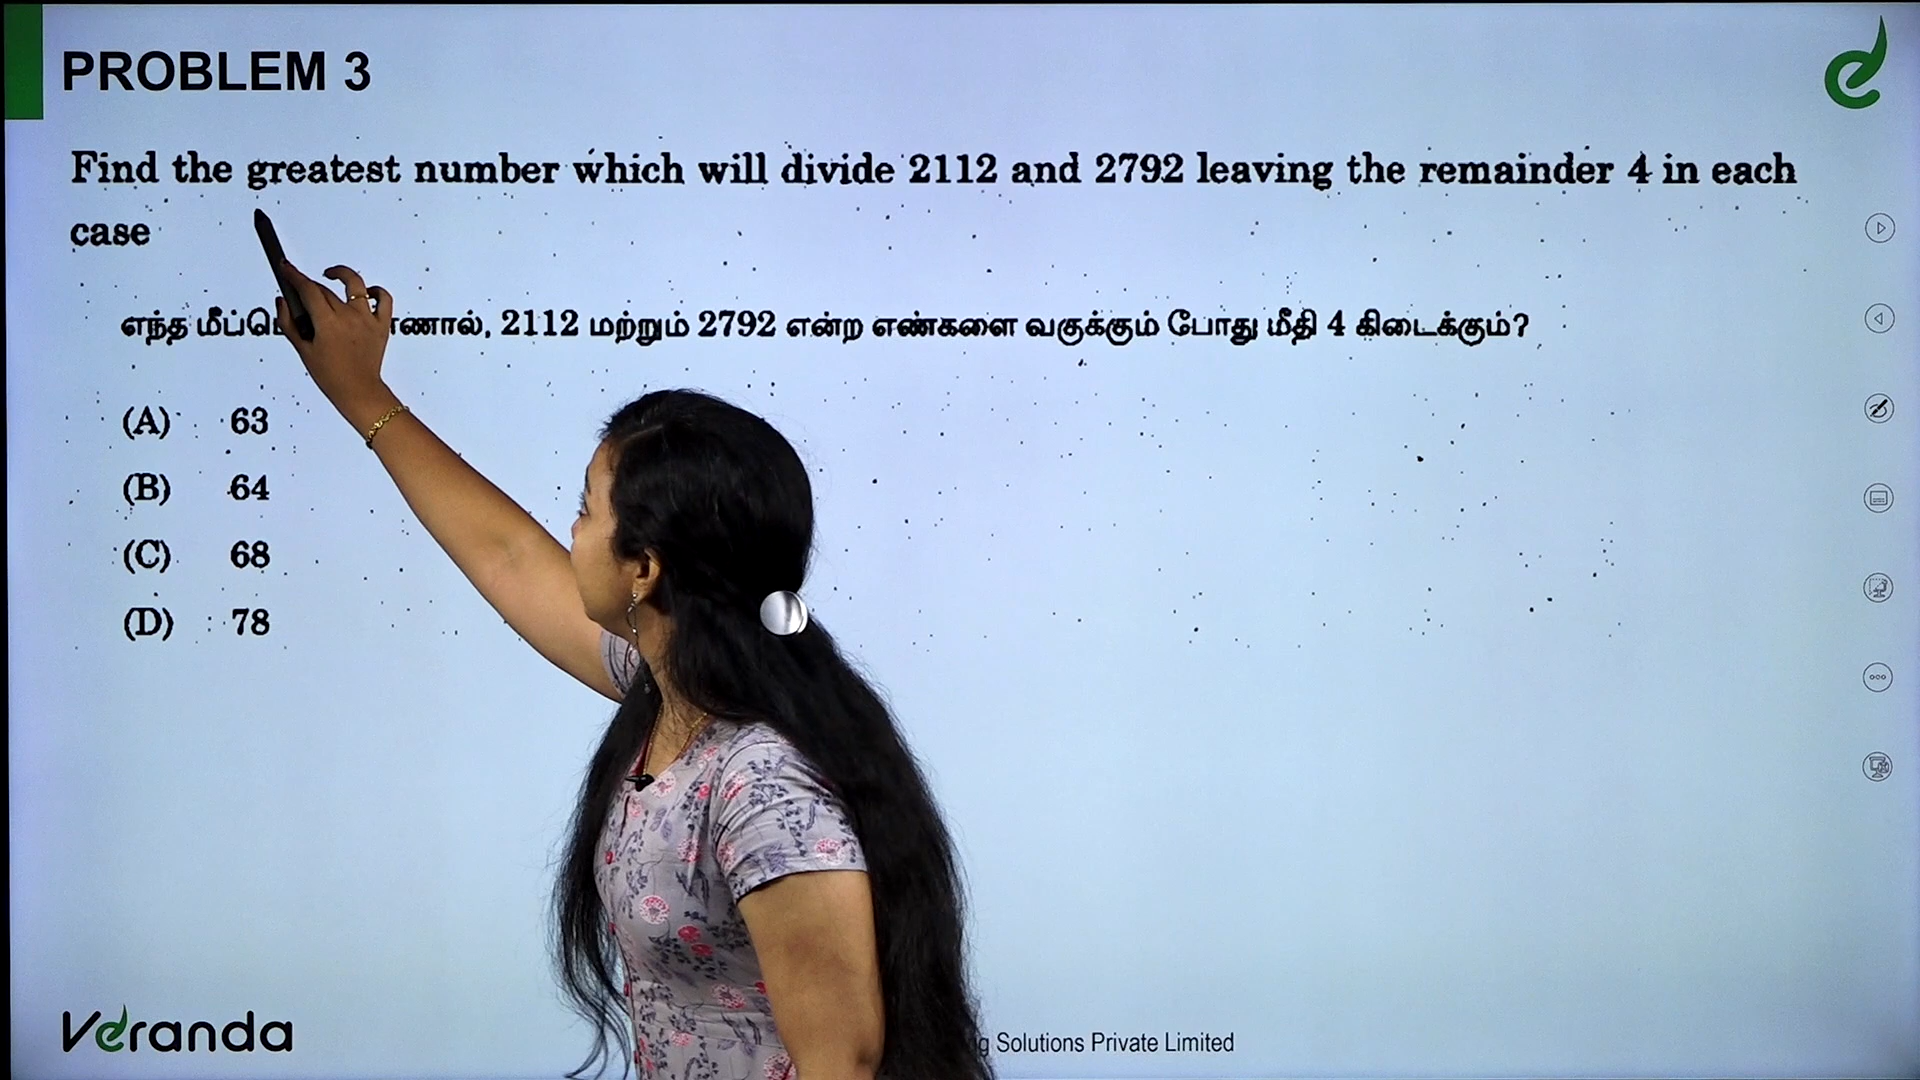 PROBLEM 3
Find the greatest number which will divide 2112 and 2792 leaving the remainder 4 in each
case
எந்த 2112 மற்றும் 2792 என்ற எண்களை வகுக்கும் போது மீதி 4 கிடைக்கும்?
(A) 63
(B) 64
(C) 68
(D) 78
Veranda
Solutions Private Limited